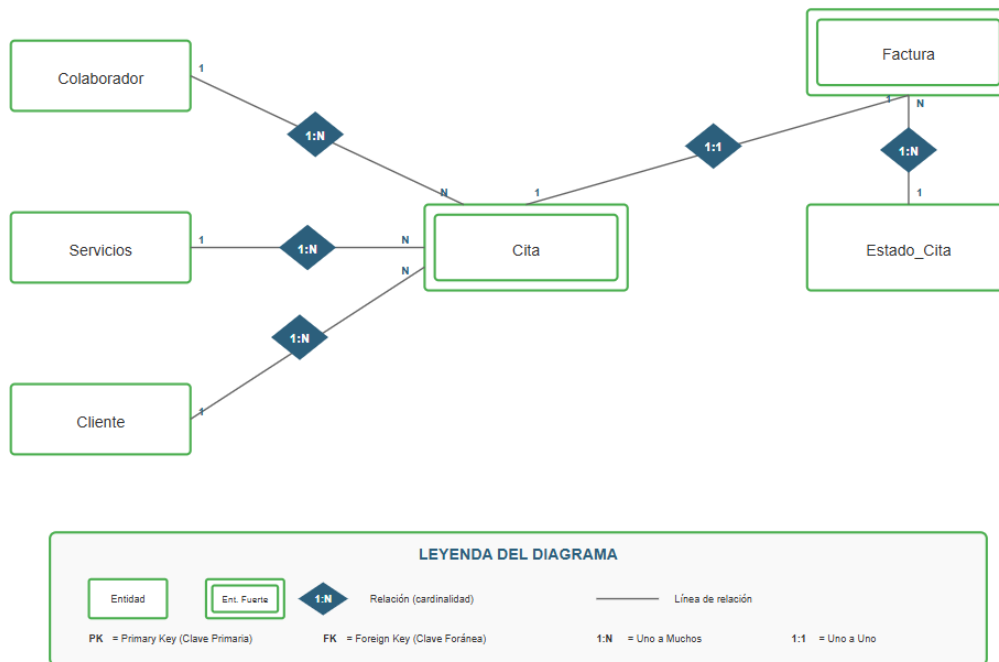 Colaborador
1
1:N
N
Factura
1
N
1:1
1:N
1
1
Servicios
1
1:N
N
N
Cita
Estado_Cita
1:N
1
Cliente
LEYENDA DEL DIAGRAMA
Entidad
Ent. Fuerte
1:N
Relación (cardinalidad)
Línea de relación
PK = Primary Key (Clave Primaria)
FK = Foreign Key (Clave Foránea)
1:N = Uno a Muchos
1:1 = Uno a Uno